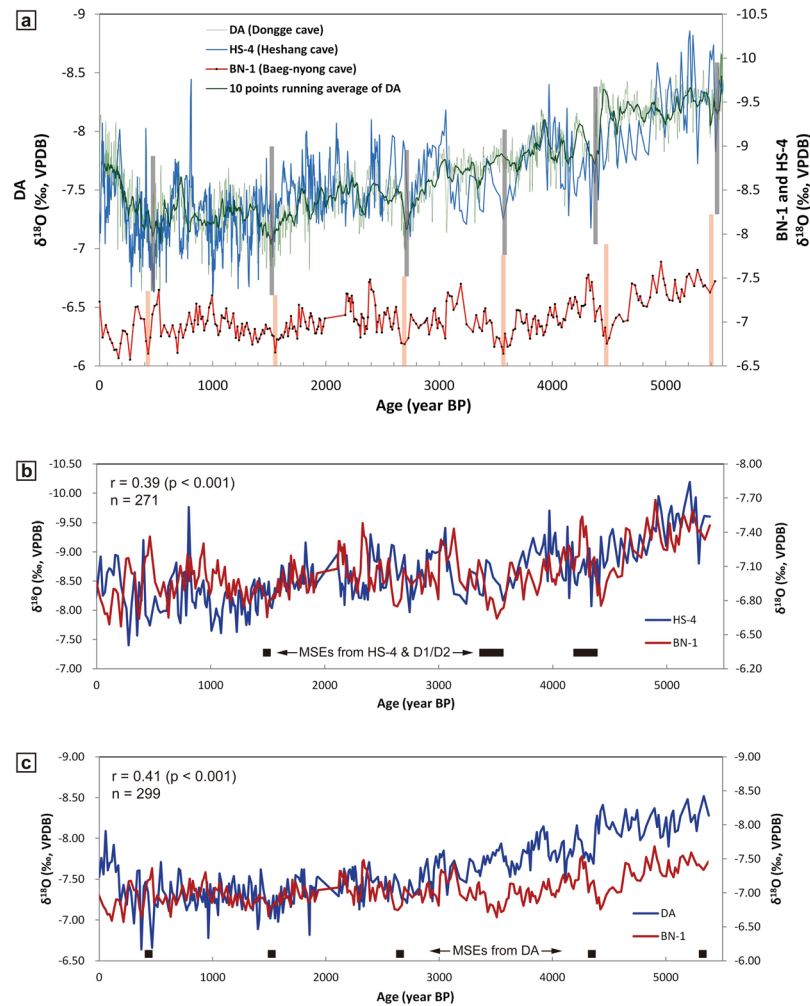 a
DA (Dongge cave)
HS-4 (Heshang cave)
BN-1 (Baeg-nyong cave)
10 points running average of DA
-9
-8.5
-8
-7.5
-7
-6.5
-6
DA
δ¹⁸O (‰, VPDB)
-10.5
-10
-9.5
-9
-8.5
-8
-7.5
-7
-6.5
BN-1 and HS-4
δ¹⁸O (‰, VPDB)
0 1000 2000 3000 4000 5000
Age (year BP)
b
r = 0.39 (p < 0.001)
n = 271
-10.50
-10.00
-9.50
-9.00
-8.50
-8.00
-7.50
-7.00
δ¹⁸O (‰, VPDB)
-8.00
-7.60
-7.40
-7.10
-6.80
-6.50
-6.20
δ¹⁸O (‰, VPDB)
HS-4
BN-1
MSEs from HS-4 & D1/D2
0 1000 2000 3000 4000 5000
Age (year BP)
c
r = 0.41 (p < 0.001)
n = 299
-9.00
-8.50
-8.00
-7.50
-7.00
-6.50
δ¹⁸O (‰, VPDB)
-9.00
-8.50
-8.00
-7.50
-7.00
-6.50
-6.00
δ¹⁸O (‰, VPDB)
DA
BN-1
MSEs from DA
0 1000 2000 3000 4000 5000
Age (year BP)